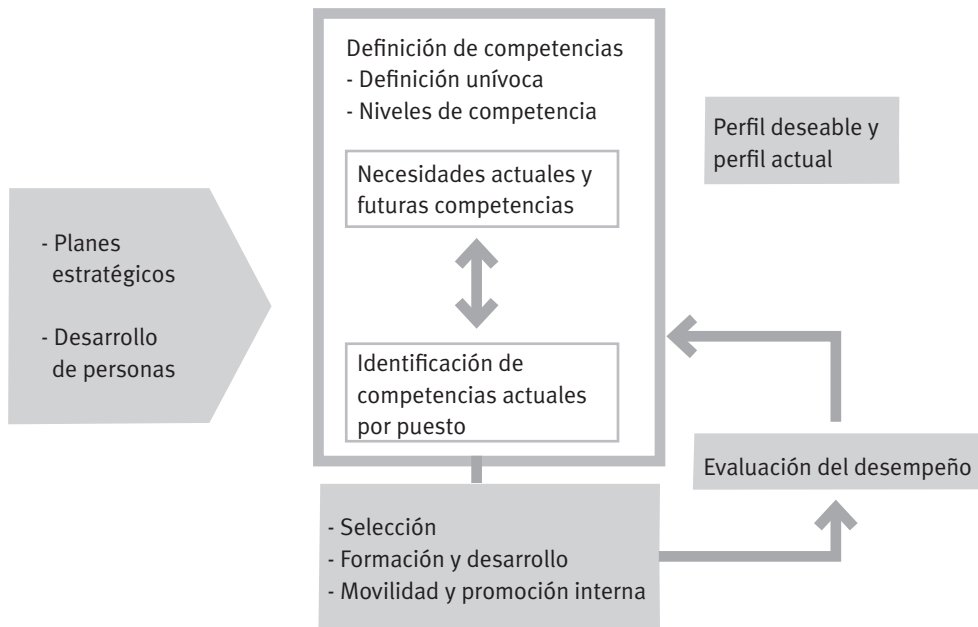 Definición de competencias
- Definición unívoca
- Niveles de competencia
Necesidades actuales y
futuras competencias
Identificación de
competencias actuales
por puesto
Perfil deseable y
perfil actual
- Planes
estratégicos
- Desarrollo
de personas
Evaluación del desempeño
- Selección
- Formación y desarrollo
- Movilidad y promoción interna